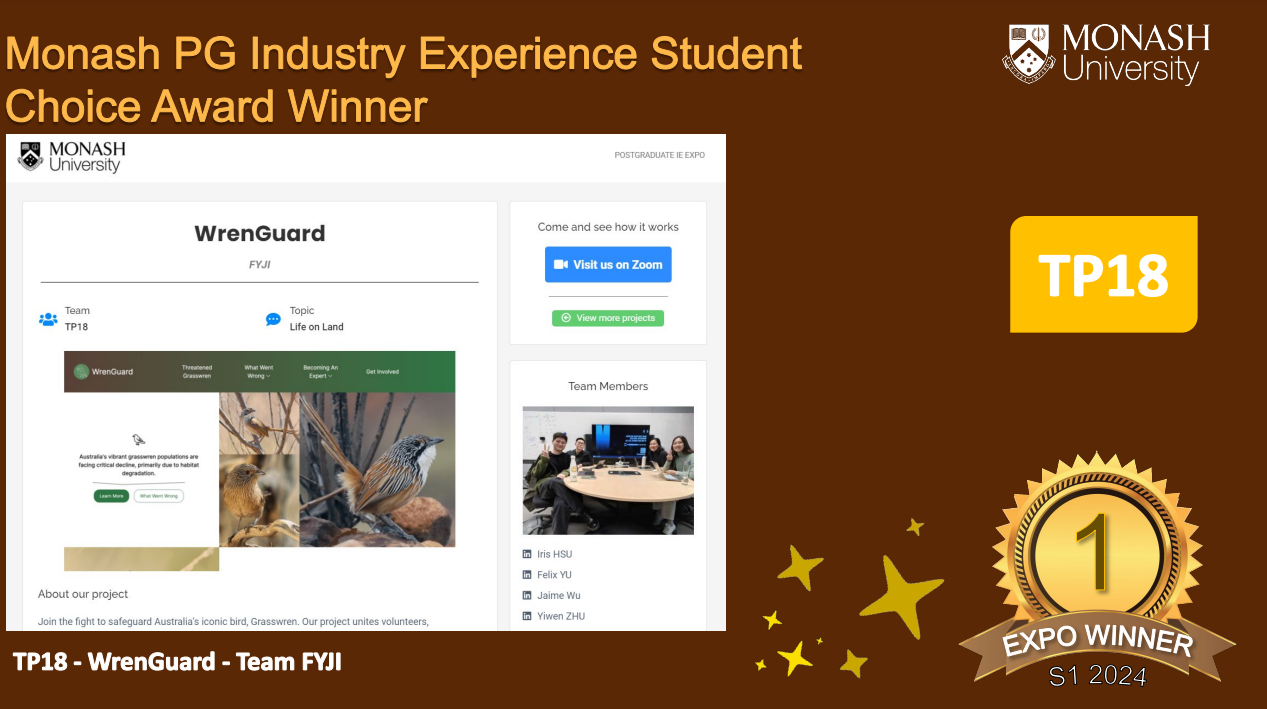 Monash PG Industry Experience Student
Choice Award Winner
MONASH
University
MONASH
University
POSTGRADUATE IE EXPO
WrenGuard
FYJI
Team
TP18
Topic
Life on Land
WrenGuard
Threatened
Grasswren
What Went
Wrong
Becoming An
Expert
Get Involved
Australia's vibrant grasswren populations are
facing critical decline, primarily due to habitat
degradation.
Learn More
What Went Wrong
About our project
Join the fight to safeguard Australia's iconic bird, Grasswren. Our project unites volunteers,
Come and see how it works
Visit us on Zoom
View more projects
Team Members
Iris HSU
Felix YU
Jaime Wu
Yiwen ZHU
TP18
1
EXPO WINNER
S1 2024
TP18 - WrenGuard - Team FYJI